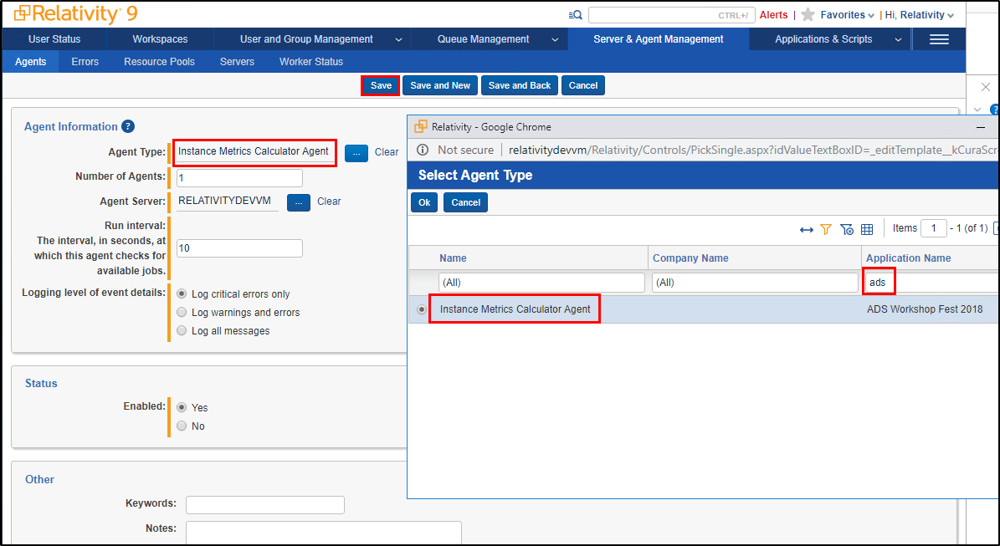 Relativity 9
CTRL+/
Alerts | Favorites | Hi, Relativity
User Status Workspaces User and Group Management Queue Management Server & Agent Management Applications & Scripts
Agents Errors Resource Pools Servers Worker Status
Save Save and New Save and Back Cancel
Agent Information ?
Agent Type: Instance Metrics Calculator Agent ... Clear
Number of Agents: 1
Agent Server: RELATIVITYDEVVM ... Clear
Run interval:
The interval, in seconds, at
which this agent checks for
available jobs.
10
Logging level of event details: Log critical errors only
Log warnings and errors
Log all messages
Status
Enabled: Yes
No
Other
Keywords:
Notes:
Relativity - Google Chrome
Not secure | relativitydevvm/Relativity/Controls/PickSingle.aspx?idValueTextBoxID=_editTemplate__kCuraScr
Select Agent Type
Ok Cancel
Items 1 - 1 (of 1)
Name Company Name Application Name
(All) (All) ads
Instance Metrics Calculator Agent ADS Workshop Fest 2018
?